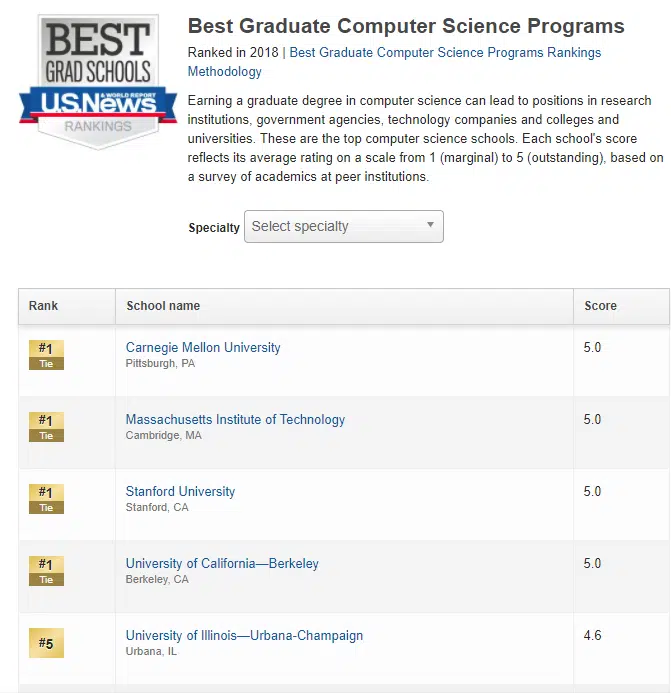 BEST
GRAD SCHOOLS
U.S.News
& WORLD REPORT
RANKINGS
Best Graduate Computer Science Programs
Ranked in 2018 | Best Graduate Computer Science Programs Rankings
Methodology
Earning a graduate degree in computer science can lead to positions in research
institutions, government agencies, technology companies and colleges and
universities. These are the top computer science schools. Each school's score
reflects its average rating on a scale from 1 (marginal) to 5 (outstanding), based on
a survey of academics at peer institutions.
Specialty Select specialty
Rank School name Score
#1 Carnegie Mellon University 5.0
Tie Pittsburgh, PA
#1 Massachusetts Institute of Technology 5.0
Tie Cambridge, MA
#1 Stanford University 5.0
Tie Stanford, CA
#1 University of California—Berkeley 5.0
Tie Berkeley, CA
#5 University of Illinois—Urbana-Champaign 4.6
Urbana, IL